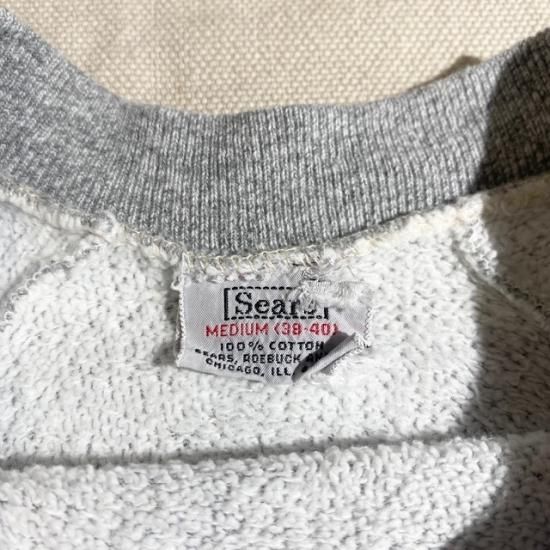 Sears
MEDIUM (38-40)
100% COTTON
SEARS, ROEBUCK AN
CHICAGO, ILL.